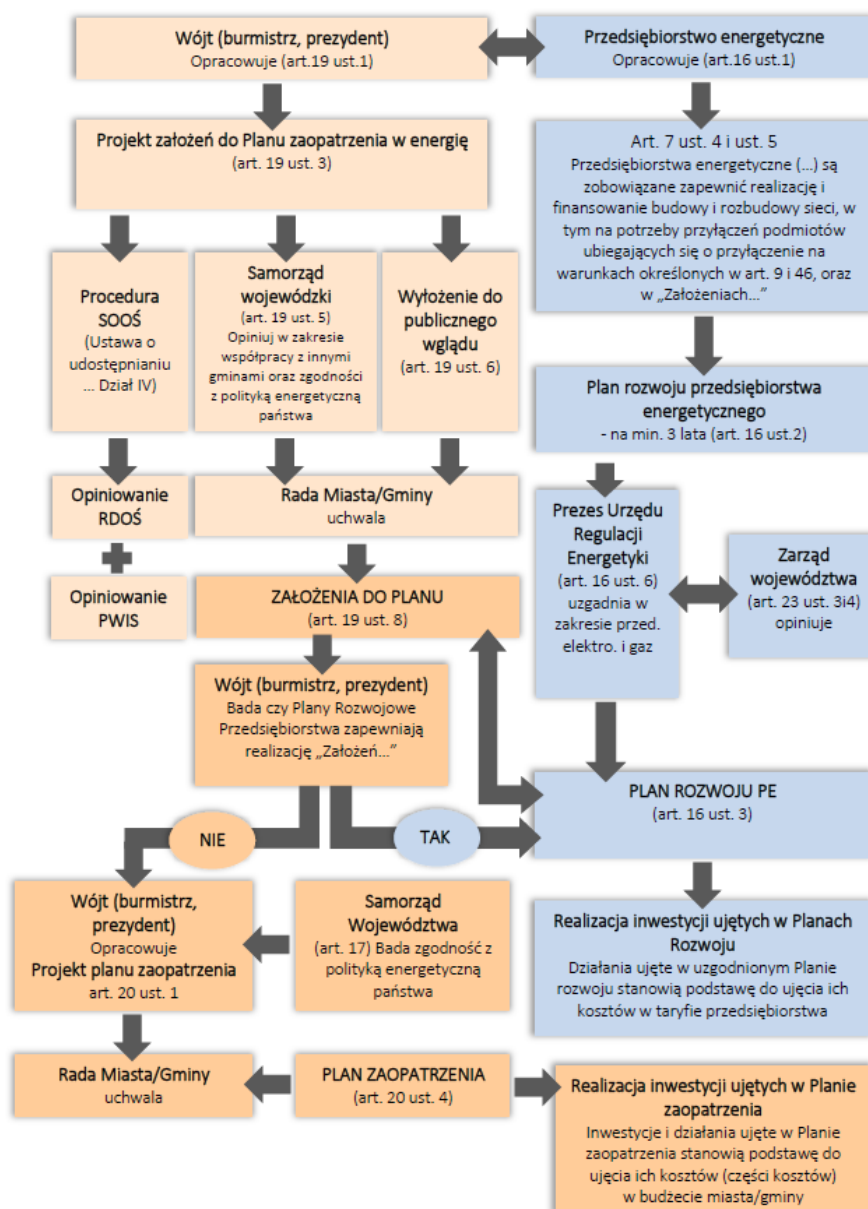 Wójt (burmistrz, prezydent)
Opracowuje (art.19 ust.1)
Przedsiębiorstwo energetyczne
Opracowuje (art.16 ust.1)
Projekt założeń do Planu zaopatrzenia w energię
(art. 19 ust. 3)
Art. 7 ust. 4 i ust. 5
Przedsiębiorstwa energetyczne (...) są
zobowiązane zapewnić realizację i
finansowanie budowy i rozbudowy sieci, w
tym na potrzeby przyłączeń podmiotów
ubiegających się o przyłączenie na
warunkach określonych w art. 9 i 46, oraz
w „Założeniach...”
Procedura
SOOŚ
(Ustawa o
udostępnianiu
... Dział IV)
Samorząd
wojewódzki
(art. 19 ust. 5)
Opiniuj w zakresie
współpracy z innymi
gminami oraz zgodności
z polityką energetyczną
państwa
Wyłożenie do
publicznego
wglądu
(art. 19 ust. 6)
Plan rozwoju przedsiębiorstwa
energetycznego
- na min. 3 lata (art. 16 ust.2)
Opiniowanie
RDOŚ
Rada Miasta/Gminy
uchwala
Prezes Urzędu
Regulacji
Energetyki
(art. 16 ust. 6)
uzgadnia w
zakresie przed.
elektro. i gaz
Zarząd
województwa
(art. 23 ust. 3i4)
opiniuje
Opiniowanie
PWIS
ZAŁOŻENIA DO PLANU
(art. 19 ust. 8)
Wójt (burmistrz, prezydent)
Bada czy Plany Rozwojowe
Przedsiębiorstwa zapewniają
realizację „Założeń...”
PLAN ROZWOJU PE
(art. 16 ust. 3)
NIE
TAK
Wójt (burmistrz,
prezydent)
Opracowuje
Projekt planu zaopatrzenia
art. 20 ust. 1
Samorząd
Województwa
(art. 17) Bada zgodność z
polityką energetyczną
państwa
Realizacja inwestycji ujętych w Planach
Rozwoju
Działania ujęte w uzgodnionym Planie
rozwoju stanowią podstawę do ujęcia ich
kosztów w taryfie przedsiębiorstwa
Rada Miasta/Gminy
uchwala
PLAN ZAOPATRZENIA
(art. 20 ust. 4)
Realizacja inwestycji ujętych w Planie
zaopatrzenia
Inwestycje i działania ujęte w Planie
zaopatrzenia stanowią podstawę do
ujęcia ich kosztów (części kosztów)
w budżecie miasta/gminy